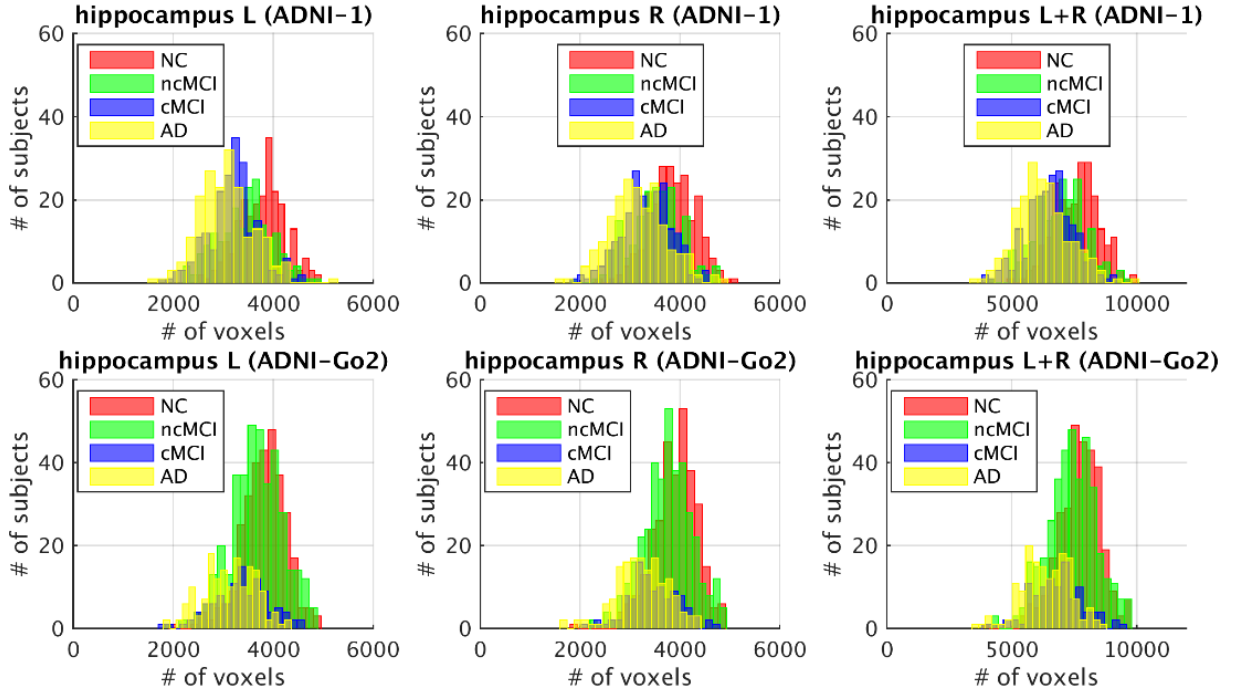 hippocampus L (ADNI-1)
60
40
20
0
# of subjects
NC
ncMCI
cMCI
AD
0 2000 4000 6000
# of voxels
hippocampus R (ADNI-1)
60
40
20
0
# of subjects
NC
ncMCI
cMCI
AD
0 2000 4000 6000
# of voxels
hippocampus L+R (ADNI-1)
60
40
20
0
# of subjects
NC
ncMCI
cMCI
AD
0 5000 10000
# of voxels
hippocampus L (ADNI-Go2)
60
40
20
0
# of subjects
NC
ncMCI
cMCI
AD
0 2000 4000 6000
# of voxels
hippocampus R (ADNI-Go2)
60
40
20
0
# of subjects
NC
ncMCI
cMCI
AD
0 2000 4000 6000
# of voxels
hippocampus L+R (ADNI-Go2)
60
40
20
0
# of subjects
NC
ncMCI
cMCI
AD
0 5000 10000
# of voxels